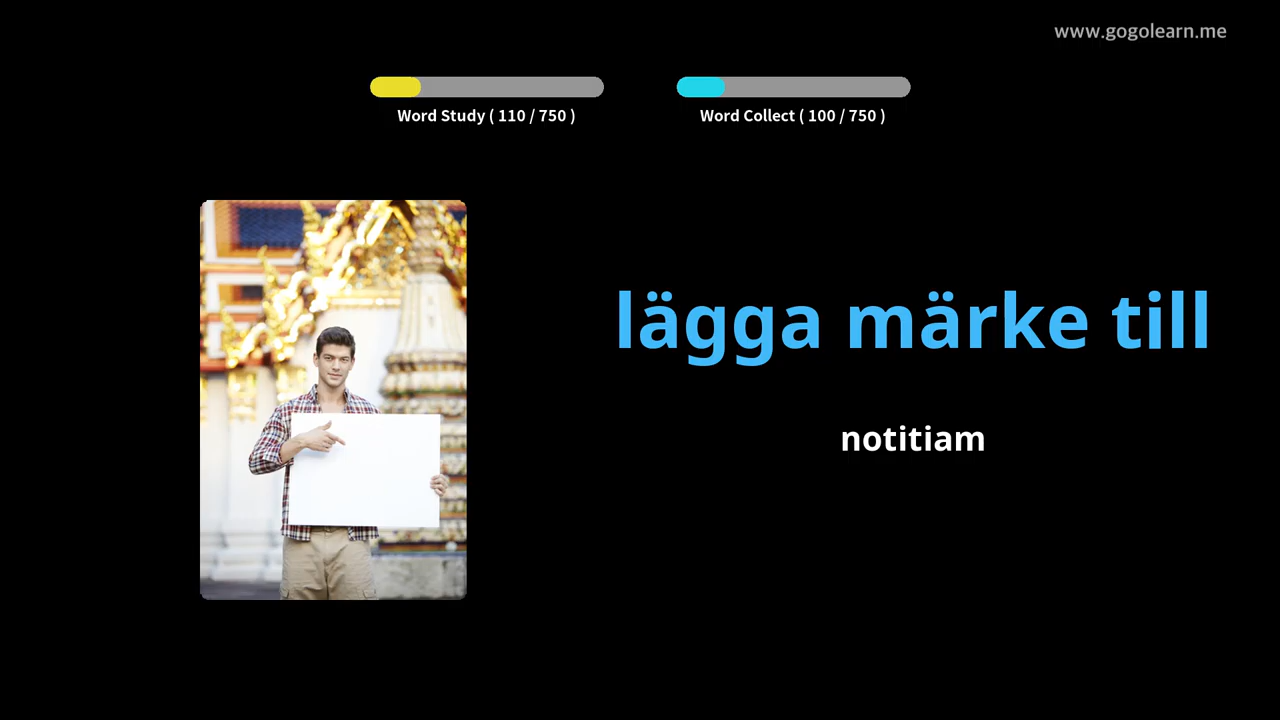 www.gogolearn.me
Word Study ( 110 / 750 )
Word Collect ( 100 / 750 )
lägga märke till
notitiam